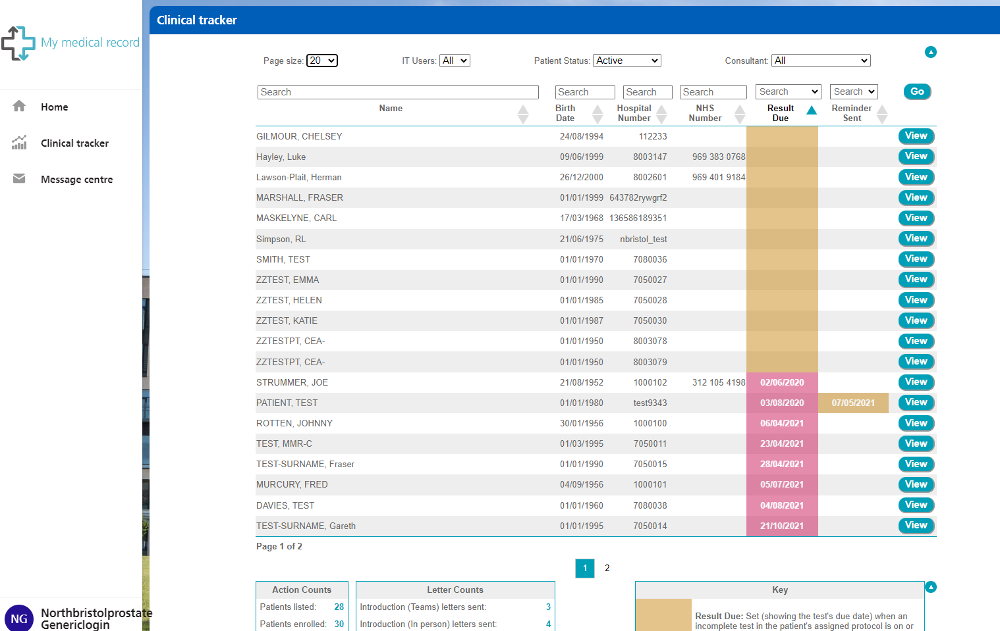 Clinical tracker
My medical record
Home
Clinical tracker
Message centre
NG Northbristolprostate
Genericlogin
Page size: 20 IT Users: All Patient Status: Active Consultant: All
Search Search Search Search Search Search Go
Name Birth Date Hospital Number NHS Number Result Due Reminder Sent
GILMOUR, CHELSEY 24/08/1994 112233 View
Hayley, Luke 09/06/1999 8003147 969 383 0768 View
Lawson-Plait, Herman 26/12/2000 8002601 969 401 9184 View
MARSHALL, FRASER 01/01/1999 643782rywgrf2 View
MASKELYNE, CARL 17/03/1968 136586189351 View
Simpson, RL 21/06/1975 nbristol_test View
SMITH, TEST 01/01/1970 7080036 View
ZZTEST, EMMA 01/01/1990 7050027 View
ZZTEST, HELEN 01/01/1985 7050028 View
ZZTEST, KATIE 01/01/1987 7050030 View
ZZTESTPT, CEA- 01/01/1950 8003078 View
ZZTESTPT, CEA- 01/01/1950 8003079 View
STRUMMER, JOE 21/08/1952 1000102 312 105 4198 02/06/2020 View
PATIENT, TEST 01/01/1980 test9343 03/08/2020 07/05/2021 View
ROTTEN, JOHNNY 30/01/1956 1000100 06/04/2021 View
TEST, MMR-C 01/03/1995 7050011 23/04/2021 View
TEST-SURNAME, Fraser 01/01/1990 7050015 28/04/2021 View
MURCURY, FRED 04/09/1956 1000101 05/07/2021 View
DAVIES, TEST 01/01/1960 7080038 04/08/2021 View
TEST-SURNAME, Gareth 01/01/1995 7050014 21/10/2021 View
Page 1 of 2
1 2
Action Counts
Patients listed: 28
Patients enrolled: 30
Letter Counts
Introduction (Teams) letters sent: 3
Introduction (In person) letters sent: 4
Key
Result Due: Set (showing the test's due date) when an
incomplete test in the patient's assigned protocol is on or